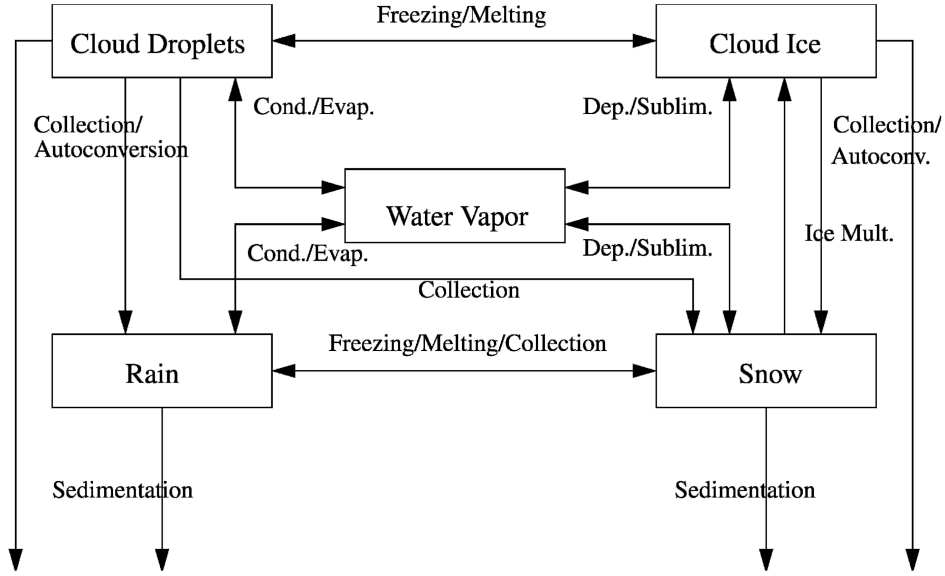 Freezing/Melting
Cloud Droplets
Cloud Ice
Cond./Evap.
Dep./Sublim.
Collection/
Autoconversion
Collection/
Autoconv.
Water Vapor
Ice Mult.
Cond./Evap.
Dep./Sublim.
Collection
Freezing/Melting/Collection
Rain
Snow
Sedimentation
Sedimentation